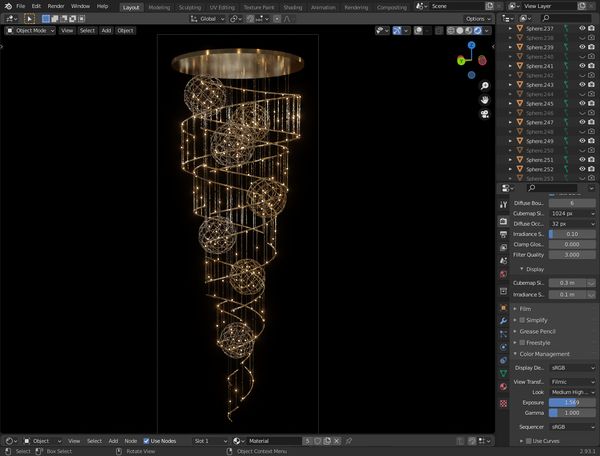 File Edit Render Window Help Layout Modeling Sculpting UV Editing Texture Paint Shading Animation Rendering Compositing Scene View Layer
Global Options
Object Mode View Select Add Object
Sphere.237
Sphere.238
Sphere.239
Sphere.240
Sphere.241
Sphere.242
Sphere.243
Sphere.244
Sphere.245
Sphere.246
Sphere.247
Sphere.248
Sphere.249
Sphere.250
Sphere.251
Sphere.252
Sphere.253
Diffuse Bou... 6
Cubemap Si... 1024 px
Diffuse Occ... 32 px
Irradiance S... 0.10
Clamp Glos... 0.000
Filter Quality 3.000
Display
Cubemap Si... 0.3 m
Irradiance S... 0.1 m
Film
Simplify
Grease Pencil
Freestyle
Color Management
Display De... sRGB
View Transf... Filmic
Look Medium High...
Exposure 1.569
Gamma 1.000
Sequencer sRGB
Use Curves
Object View Select Add Node Use Nodes Slot 1 Material 5
Select Box Select Rotate View Object Context Menu 2.93.1